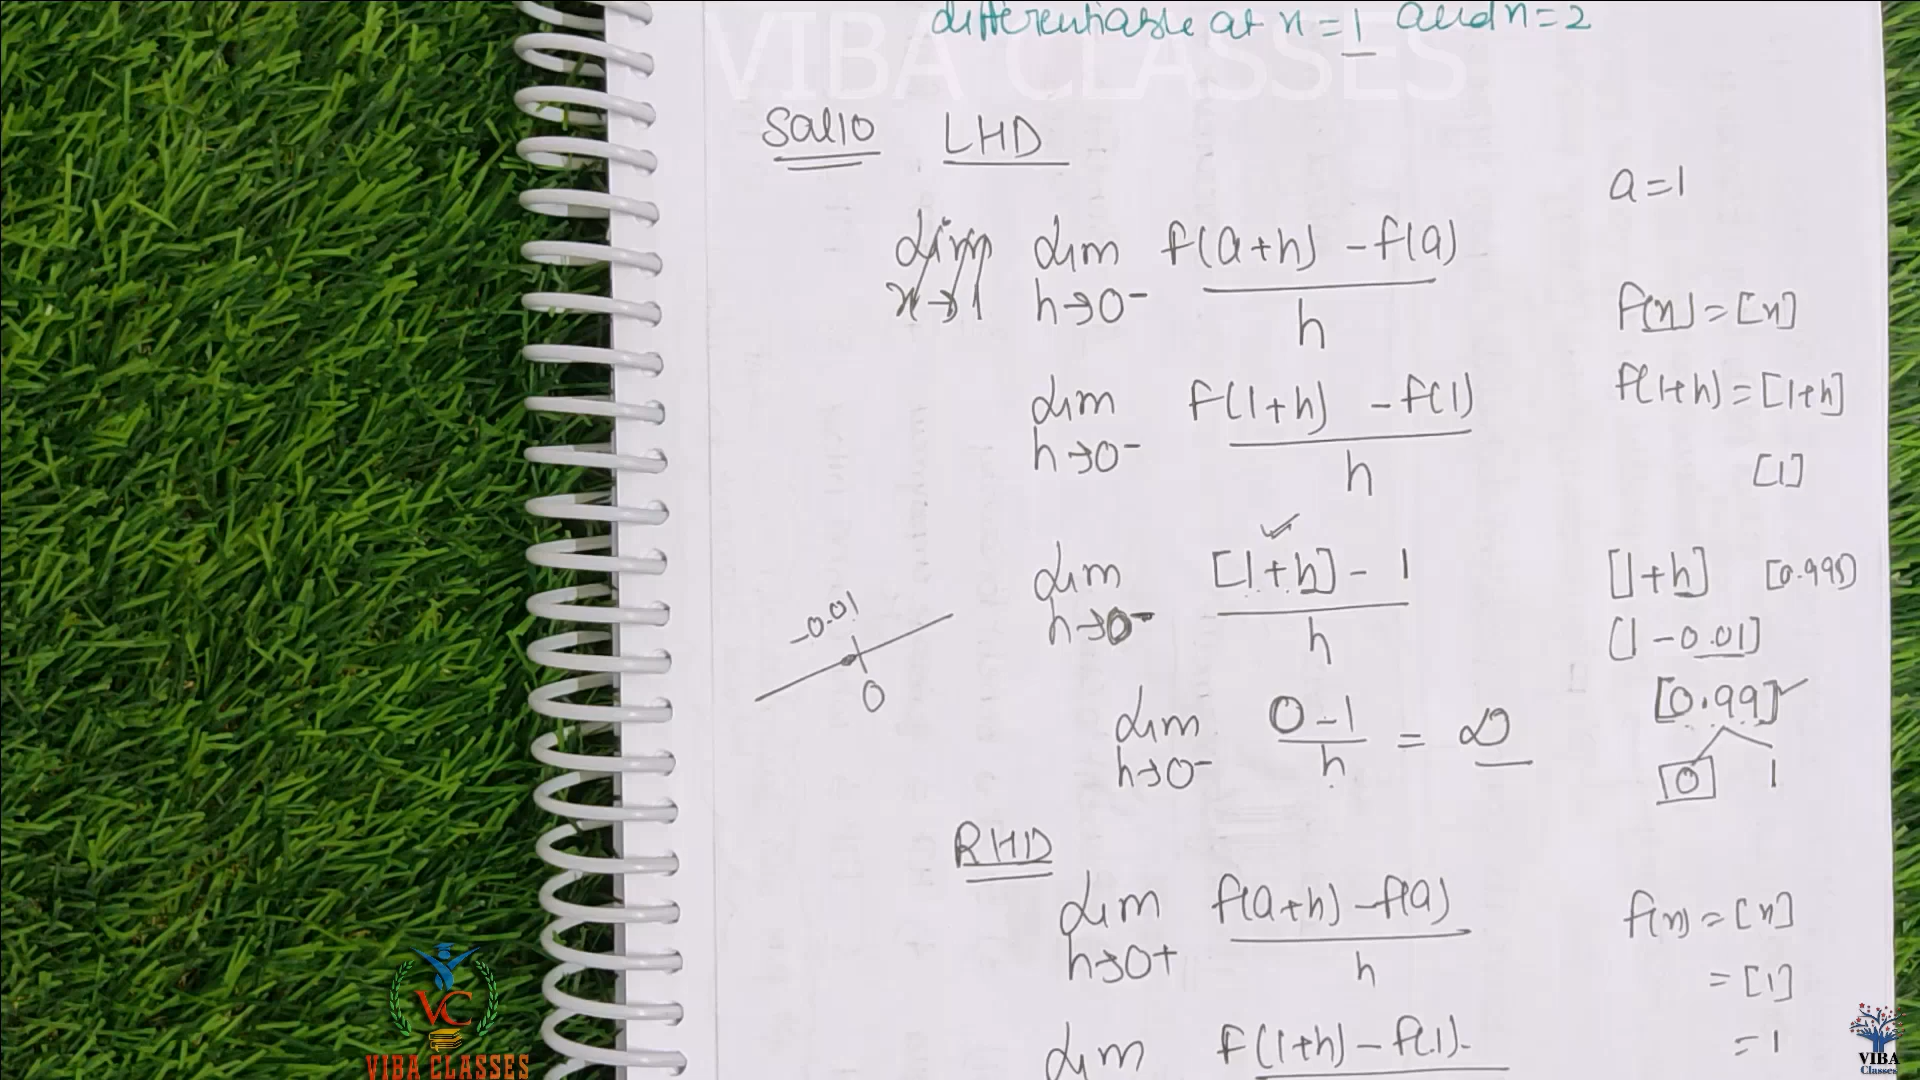 differentiable at x=1 and x=2
VIBA CLASSES
Sol10 LHD
a=1
lim x→1 lim h→0- f(a+h) -f(a) / h
f(x) = [x]
f(1+h) = [1+h]
lim h→0- f(1+h) -f(1) / h
[1]
lim h→0- [1+h] - 1 / h
[1+h] [0.995]
[1-0.01]
-0.01
0
[0.99]
0 1
lim h→0- 0-1 / h = ∞
RHD
lim h→0+ f(a+h) -f(a) / h
f(x) = [x]
= [1]
= 1
lim f(1+h) - f(1)
VC
VIBA CLASSES
VIBA
Classes